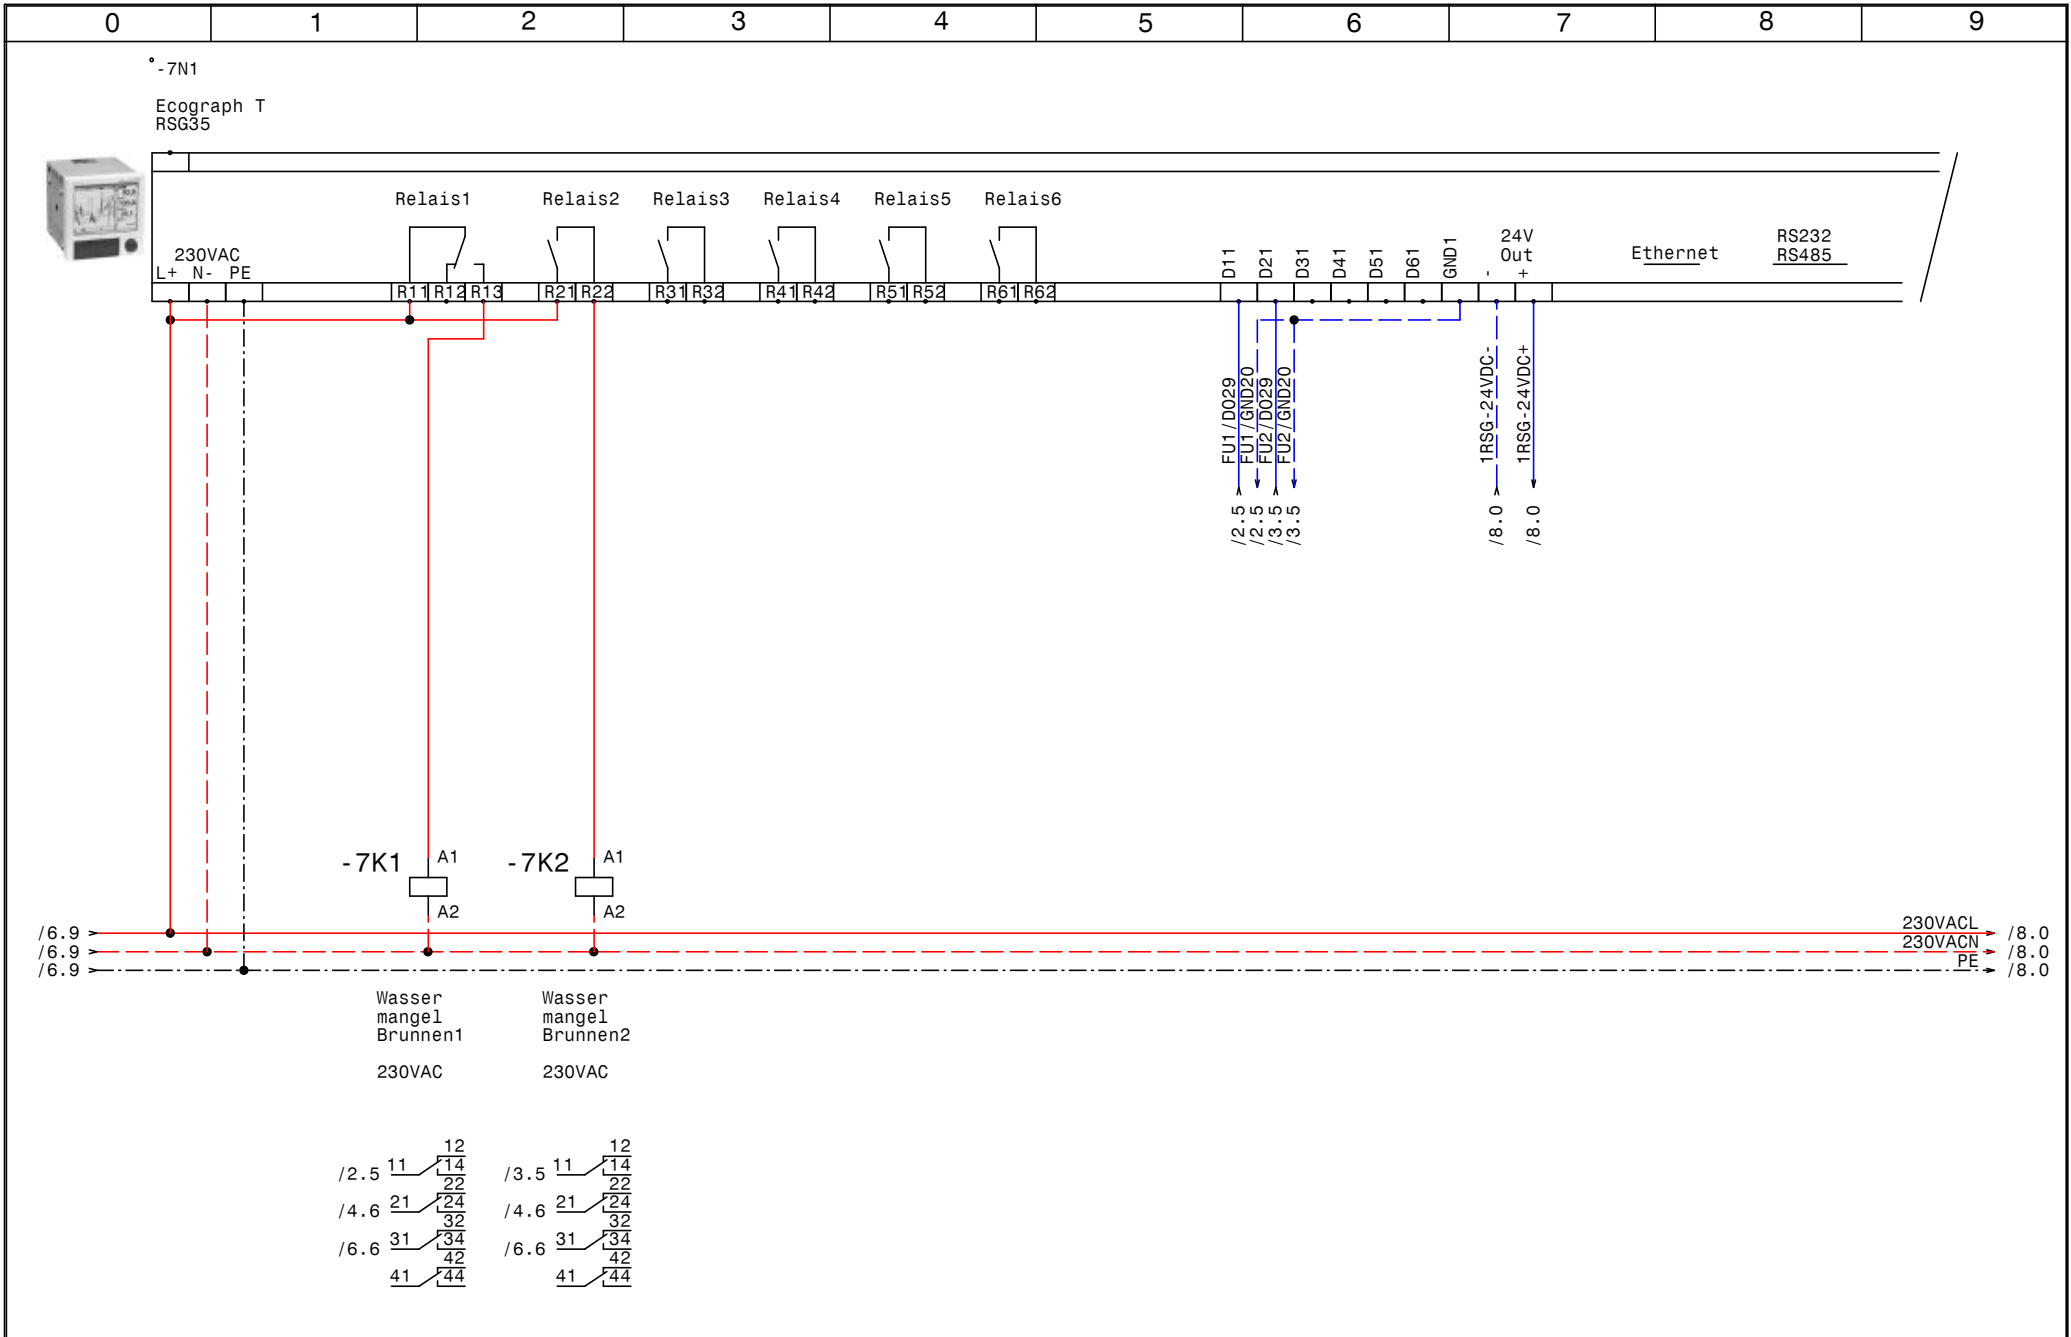 0 1 2 3 4 5 6 7 8 9
-7N1
Ecograph T
RSG35
Relais1 Relais2 Relais3 Relais4 Relais5 Relais6
230VAC
L+ N- PE
R11 R12 R13 R21 R22 R31 R32 R41 R42 R51 R52 R61 R62
D11
D21
D31
D41
D51
D61
GND1
24V
Out
- +
Ethernet
RS232
RS485
FU1/DO29
FU1/GND20
FU2/DO29
FU2/GND20
1RSG-24VDC-
1RSG-24VDC+
/2.5
/2.5
/3.5
/3.5
/8.0
/8.0
-7K1 A1
A2
-7K2 A1
A2
/6.9 230VACL /8.0
/6.9 230VACN /8.0
/6.9 PE /8.0
Wasser
mangel
Brunnen1
230VAC
Wasser
mangel
Brunnen2
230VAC
12
/2.5 11 14
22
/4.6 21 24
32
/6.6 31 34
42
41 44
12
/3.5 11 14
22
/4.6 21 24
32
/6.6 31 34
42
41 44